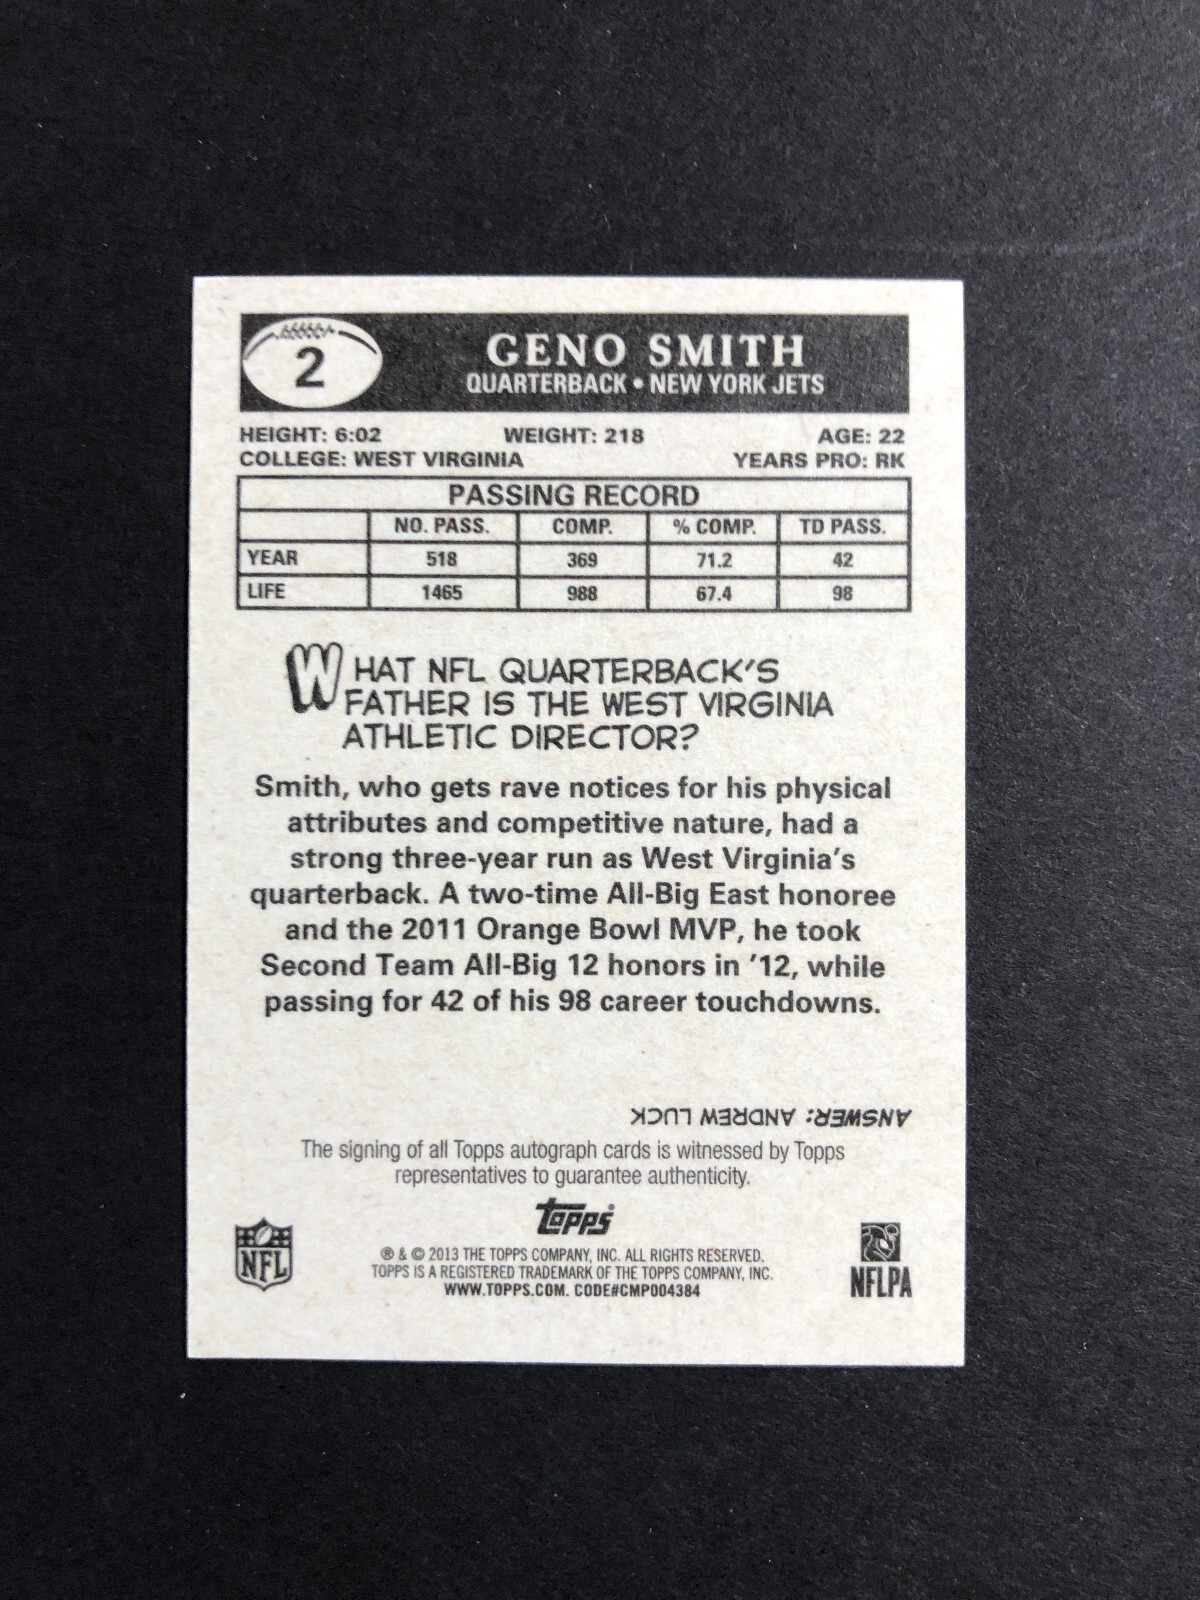 2
GENO SMITH
QUARTERBACK • NEW YORK JETS
HEIGHT: 6:02 WEIGHT: 218 AGE: 22
COLLEGE: WEST VIRGINIA YEARS PRO: RK
PASSING RECORD
NO. PASS. COMP. % COMP. TD PASS.
YEAR 518 369 71.2 42
LIFE 1465 988 67.4 98
WHAT NFL QUARTERBACK'S
FATHER IS THE WEST VIRGINIA
ATHLETIC DIRECTOR?
Smith, who gets rave notices for his physical
attributes and competitive nature, had a
strong three-year run as West Virginia's
quarterback. A two-time All-Big East honoree
and the 2011 Orange Bowl MVP, he took
Second Team All-Big 12 honors in '12, while
passing for 42 of his 98 career touchdowns.
ANSWER: ANDREW LUCK
The signing of all Topps autograph cards is witnessed by Topps
representatives to guarantee authenticity.
topps
® & © 2013 THE TOPPS COMPANY, INC. ALL RIGHTS RESERVED.
TOPPS IS A REGISTERED TRADEMARK OF THE TOPPS COMPANY, INC.
WWW.TOPPS.COM. CODE#CMP004384
NFL
NFLPA